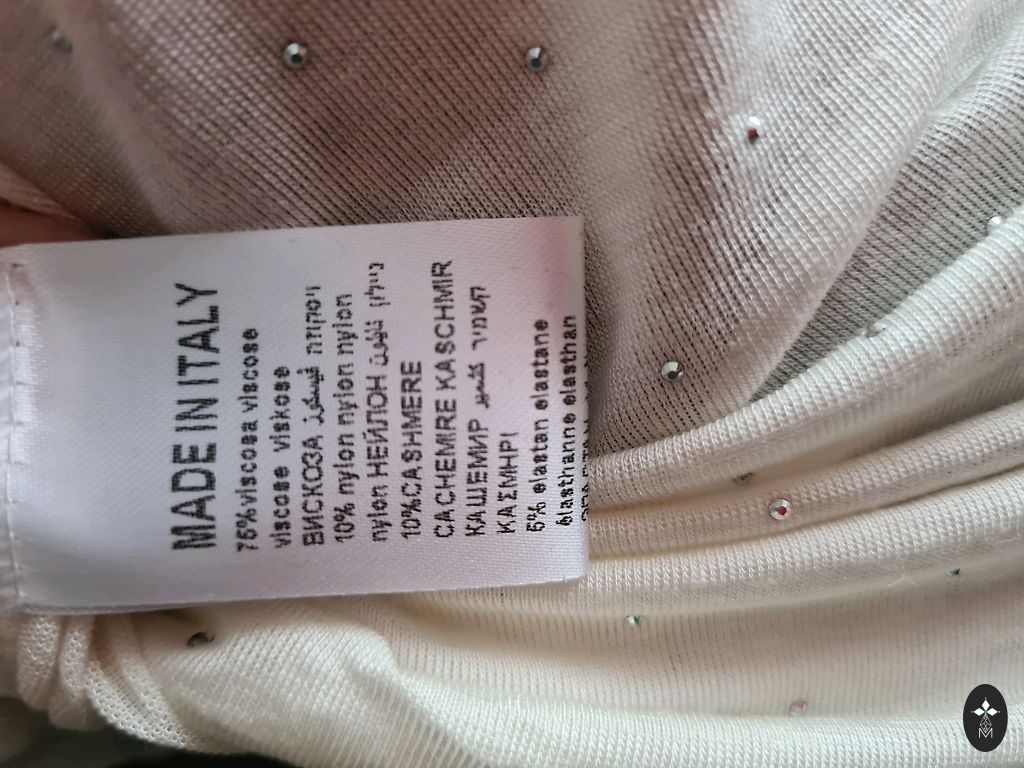 MADE IN ITALY
75%viscosa viscose
viscose viskose
ВИСКОЗА فيسكوز ויסקוזה
10% nylon nylon nylon
nylon НЕЙЛОН نايلون ניילון
10%CASHMERE
CACHEMIRE KASCHMIR
КАШЕМИР كشمير קשמיר
ΚΑΣΜΗΡΙ
5% elastan elastane
élasthanne elasthan
M